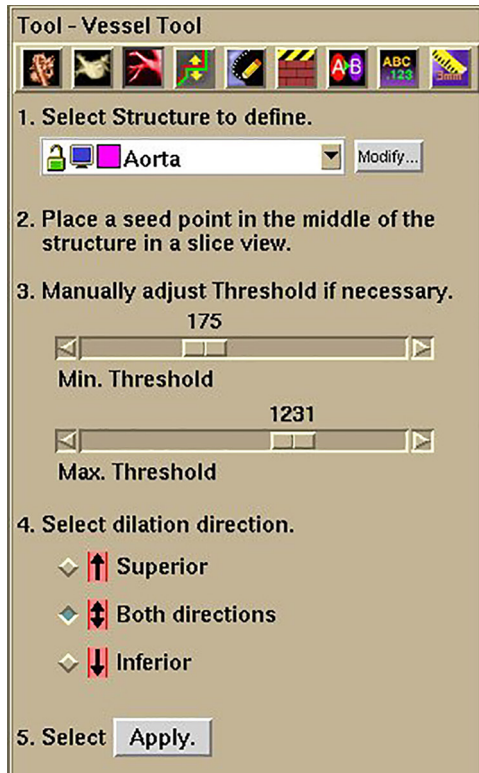 Tool - Vessel Tool
A B ABC
.123 3mm
1. Select Structure to define.
Aorta Modify...
2. Place a seed point in the middle of the
structure in a slice view.
3. Manually adjust Threshold if necessary.
175
Min. Threshold
1231
Max. Threshold
4. Select dilation direction.
Superior
Both directions
Inferior
5. Select Apply.